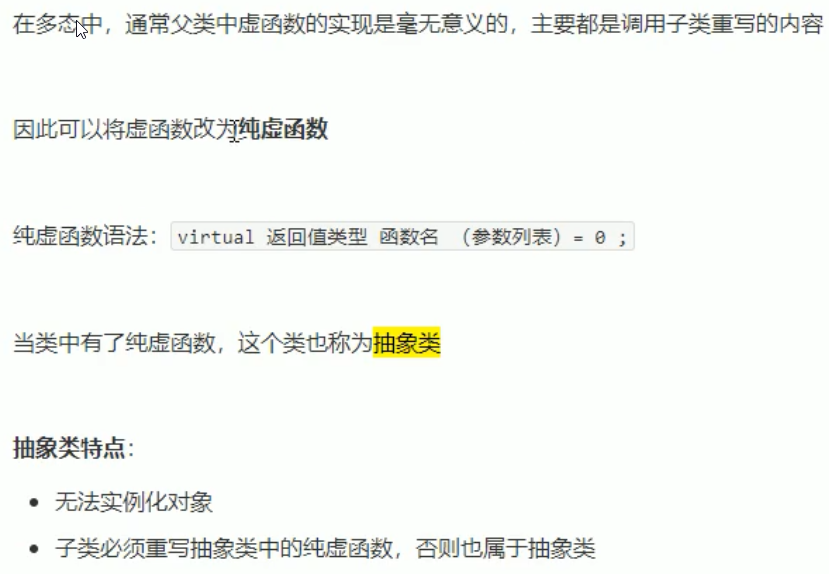 在多态中，通常父类中虚函数的实现是毫无意义的，主要都是调用子类重写的内容
因此可以将虚函数改为纯虚函数
纯虚函数语法：virtual 返回值类型 函数名 （参数列表）= 0 ;
当类中有了纯虚函数，这个类也称为抽象类
抽象类特点：
• 无法实例化对象
• 子类必须重写抽象类中的纯虚函数，否则也属于抽象类